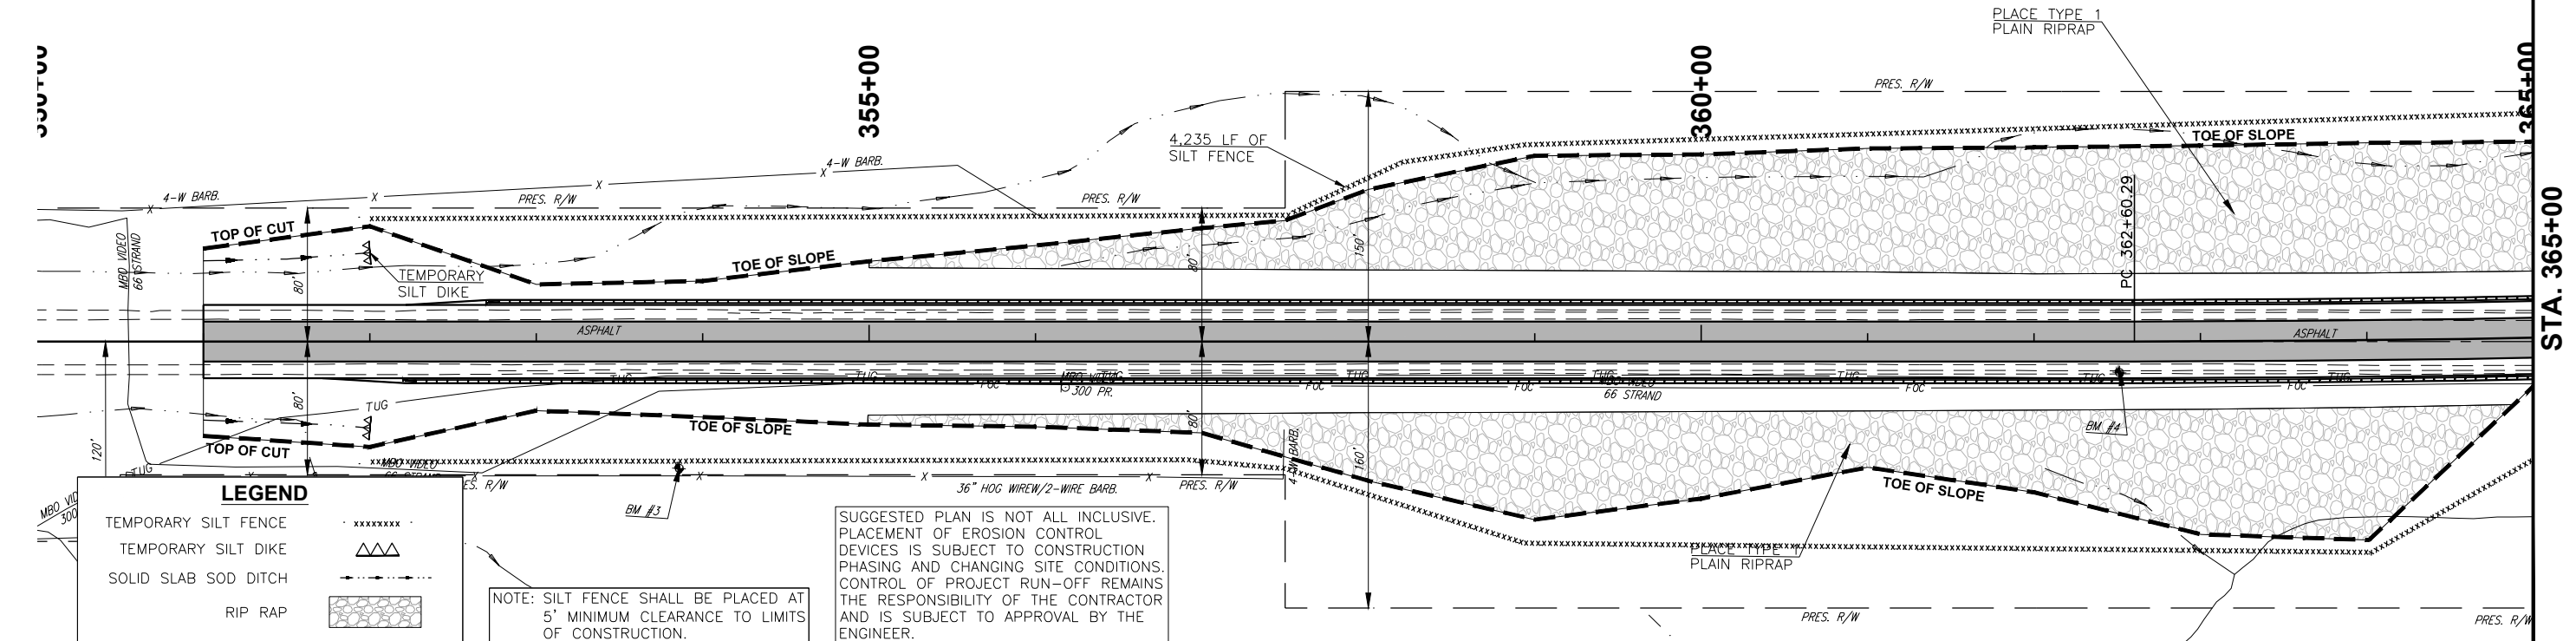 PLACE TYPE 1
PLAIN RIPRAP
355+00
360+00
365+00
PRES. R/W
4,235 LF OF
SILT FENCE
4-W BARB.
4-W BARB.
PRES. R/W
PRES. R/W
TOE OF SLOPE
TOP OF CUT
MBO VIDEO
66 STRAND
TEMPORARY
SILT DIKE
TOE OF SLOPE
80'
80'
150'
PC 362+60.29
STA. 365+00
ASPHALT
ASPHALT
TUG
TUG
FOC
300 PR.
FOC
TUG
FOC
TUG
66 STRAND
TUG
FOC
TUG
FOC
TUG
80'
TUG
80'
120'
160'
TOP OF CUT
TOE OF SLOPE
4-W BARB.
BM #4
TUG
MBO VIDEO
PRES. R/W
36" HOG WIREW/2-WIRE BARB.
TOE OF SLOPE
BM #3
PLACE TYPE 1
PLAIN RIPRAP
PRES. R/W
PRES. R/W
LEGEND
TEMPORARY SILT FENCE
TEMPORARY SILT DIKE
SOLID SLAB SOD DITCH
RIP RAP
NOTE: SILT FENCE SHALL BE PLACED AT
5' MINIMUM CLEARANCE TO LIMITS
OF CONSTRUCTION.
SUGGESTED PLAN IS NOT ALL INCLUSIVE.
PLACEMENT OF EROSION CONTROL
DEVICES IS SUBJECT TO CONSTRUCTION
PHASING AND CHANGING SITE CONDITIONS.
CONTROL OF PROJECT RUN-OFF REMAINS
THE RESPONSIBILITY OF THE CONTRACTOR
AND IS SUBJECT TO APPROVAL BY THE
ENGINEER.